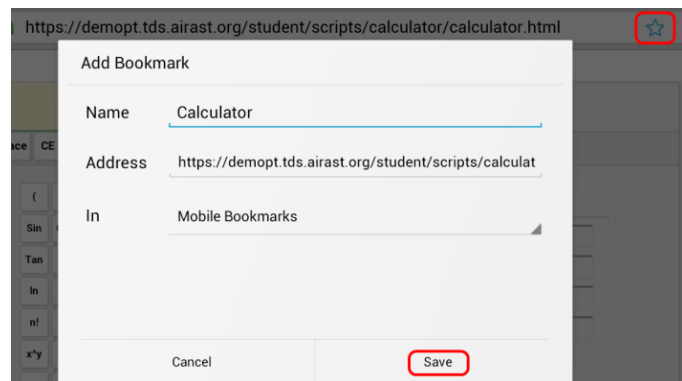 https://demopt.tds.airast.org/student/scripts/calculator/calculator.html
Add Bookmark
Name Calculator
ace CE
Address https://demopt.tds.airast.org/student/scripts/calculat
(
In Mobile Bookmarks
Sin
Tan
ln
n!
x^y
Cancel Save